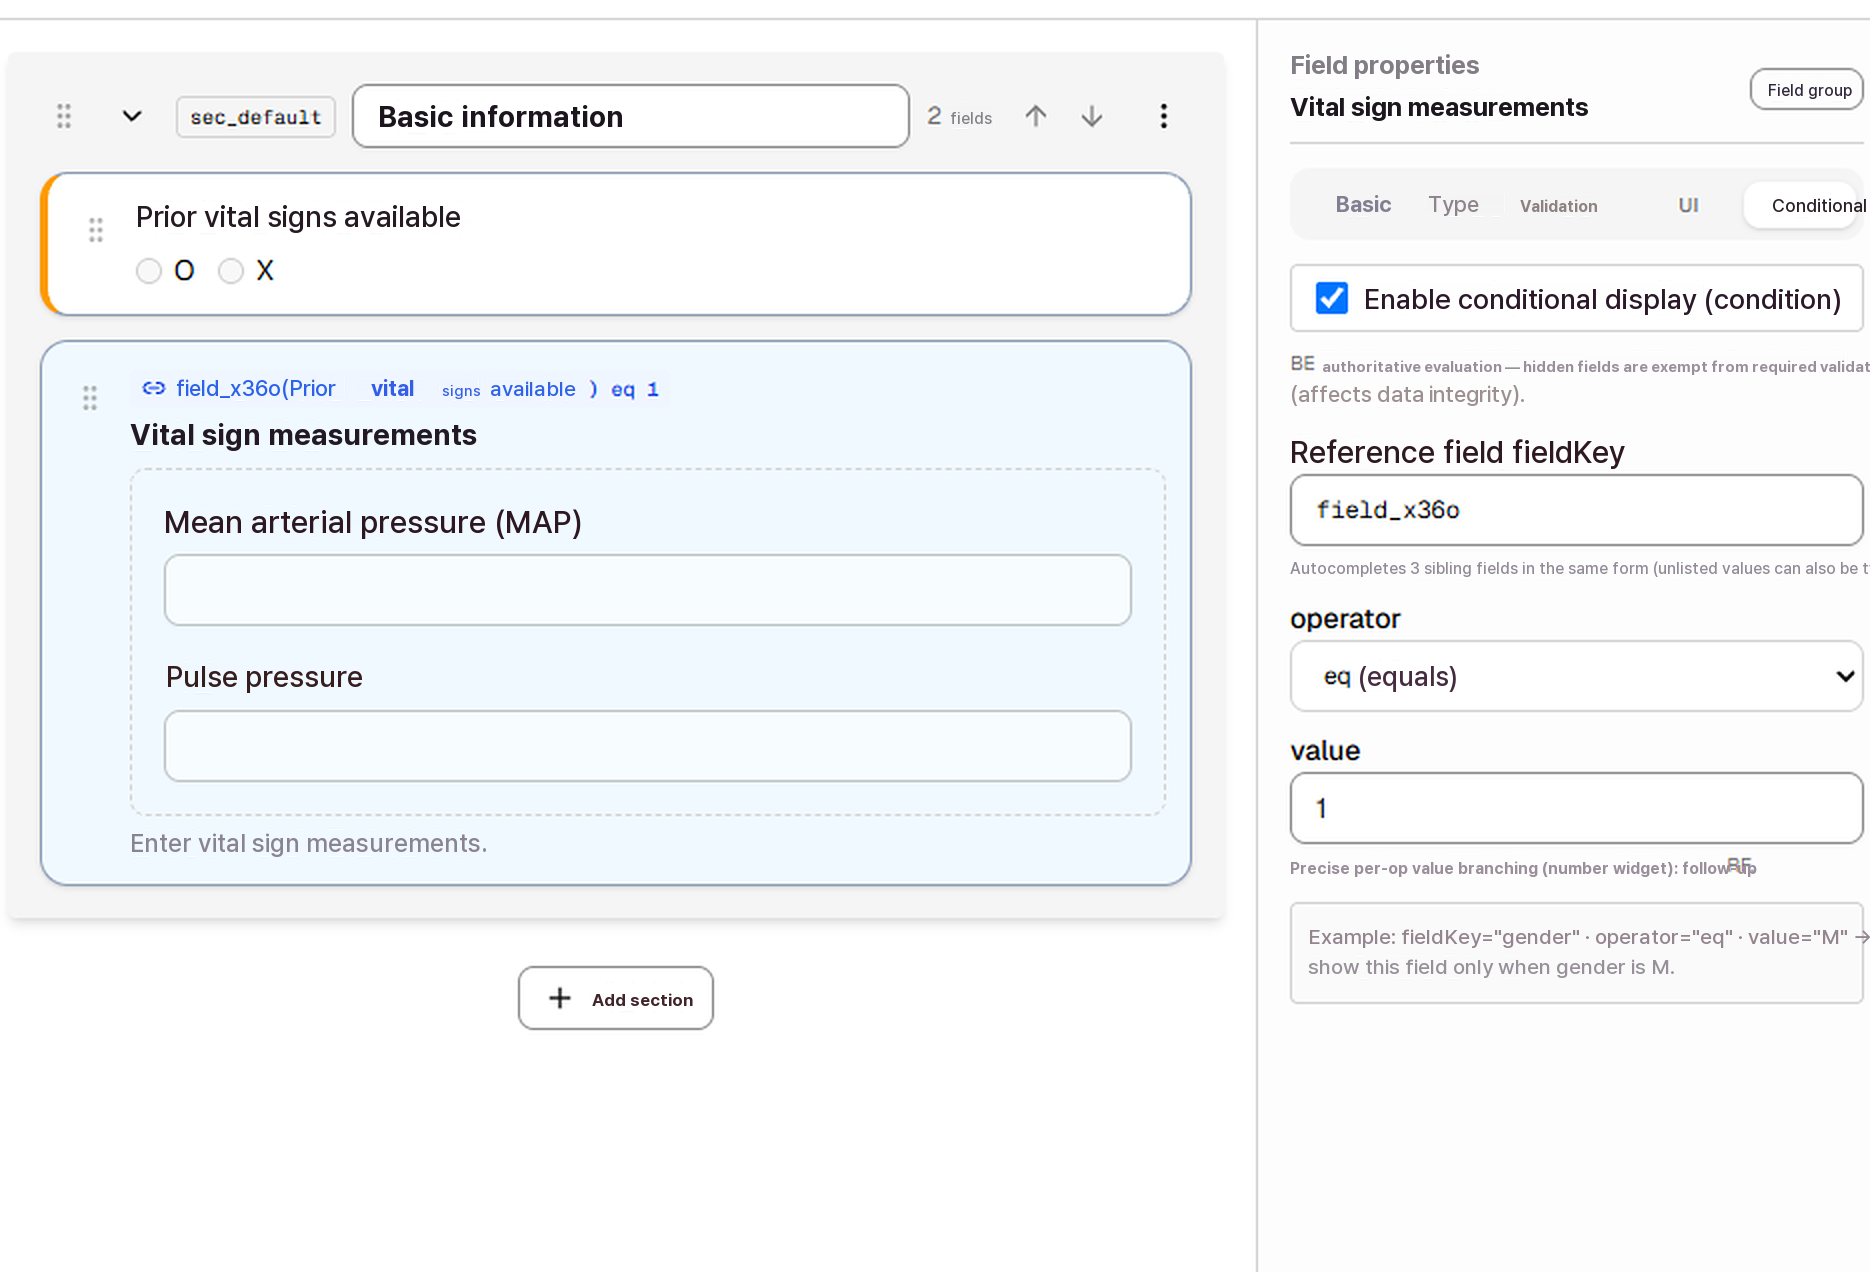 sec_default Basic information 2 fields
Prior vital signs available
O X
field_x36o(Prior vital signs available ) eq 1
Vital sign measurements
Mean arterial pressure (MAP)
Pulse pressure
Enter vital sign measurements.
Add section
Field properties
Vital sign measurements
Field group
Basic Type Validation UI Conditional
Enable conditional display (condition)
BE authoritative evaluation — hidden fields are exempt from required validat
(affects data integrity).
Reference field fieldKey
field_x36o
Autocompletes 3 sibling fields in the same form (unlisted values can also be t
operator
eq (equals)
value
1
Precise per-op value branching (number widget): follow-up BE.
Example: fieldKey="gender" · operator="eq" · value="M" →
show this field only when gender is M.